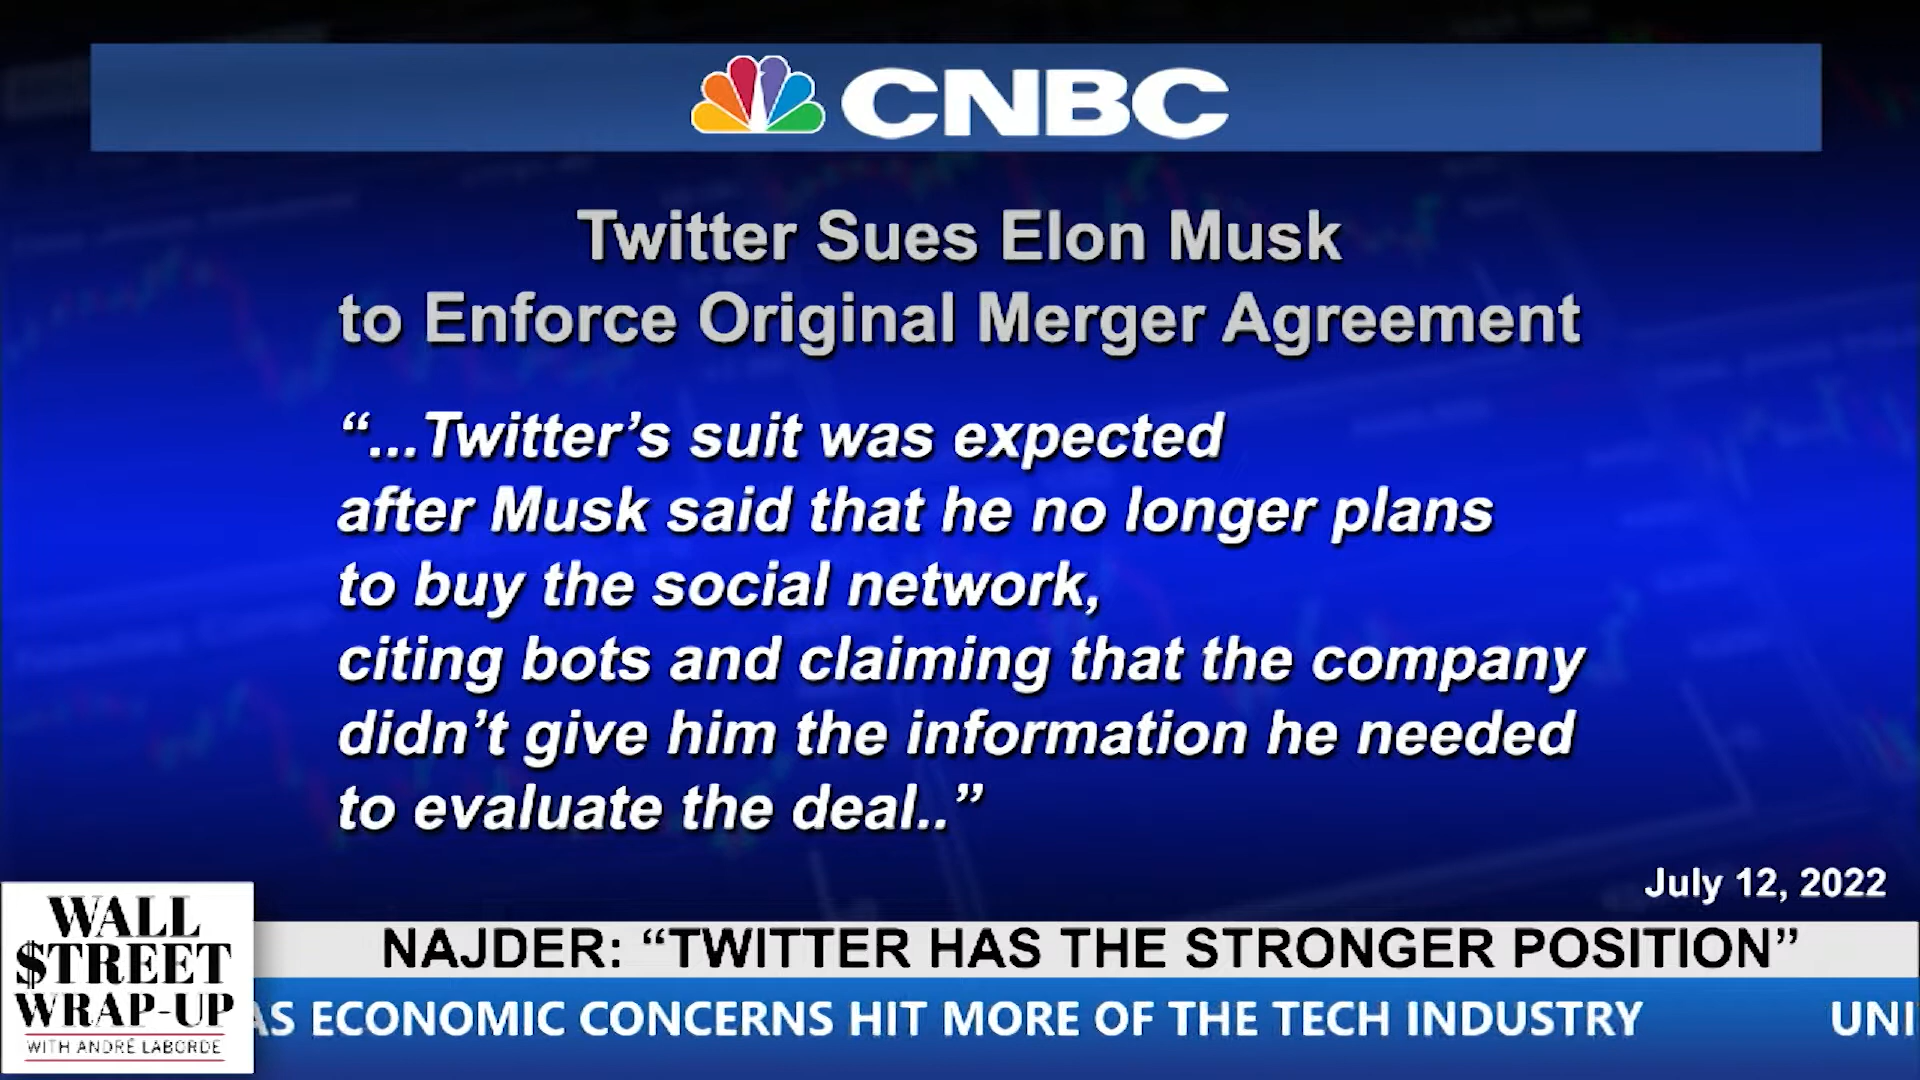 CNBC
Twitter Sues Elon Musk
to Enforce Original Merger Agreement
“...Twitter’s suit was expected
after Musk said that he no longer plans
to buy the social network,
citing bots and claiming that the company
didn’t give him the information he needed
to evaluate the deal..”
July 12, 2022
WALL
$TREET
WRAP-UP
WITH ANDRÉ LABORDE
NAJDER: “TWITTER HAS THE STRONGER POSITION”
AS ECONOMIC CONCERNS HIT MORE OF THE TECH INDUSTRY
UNI